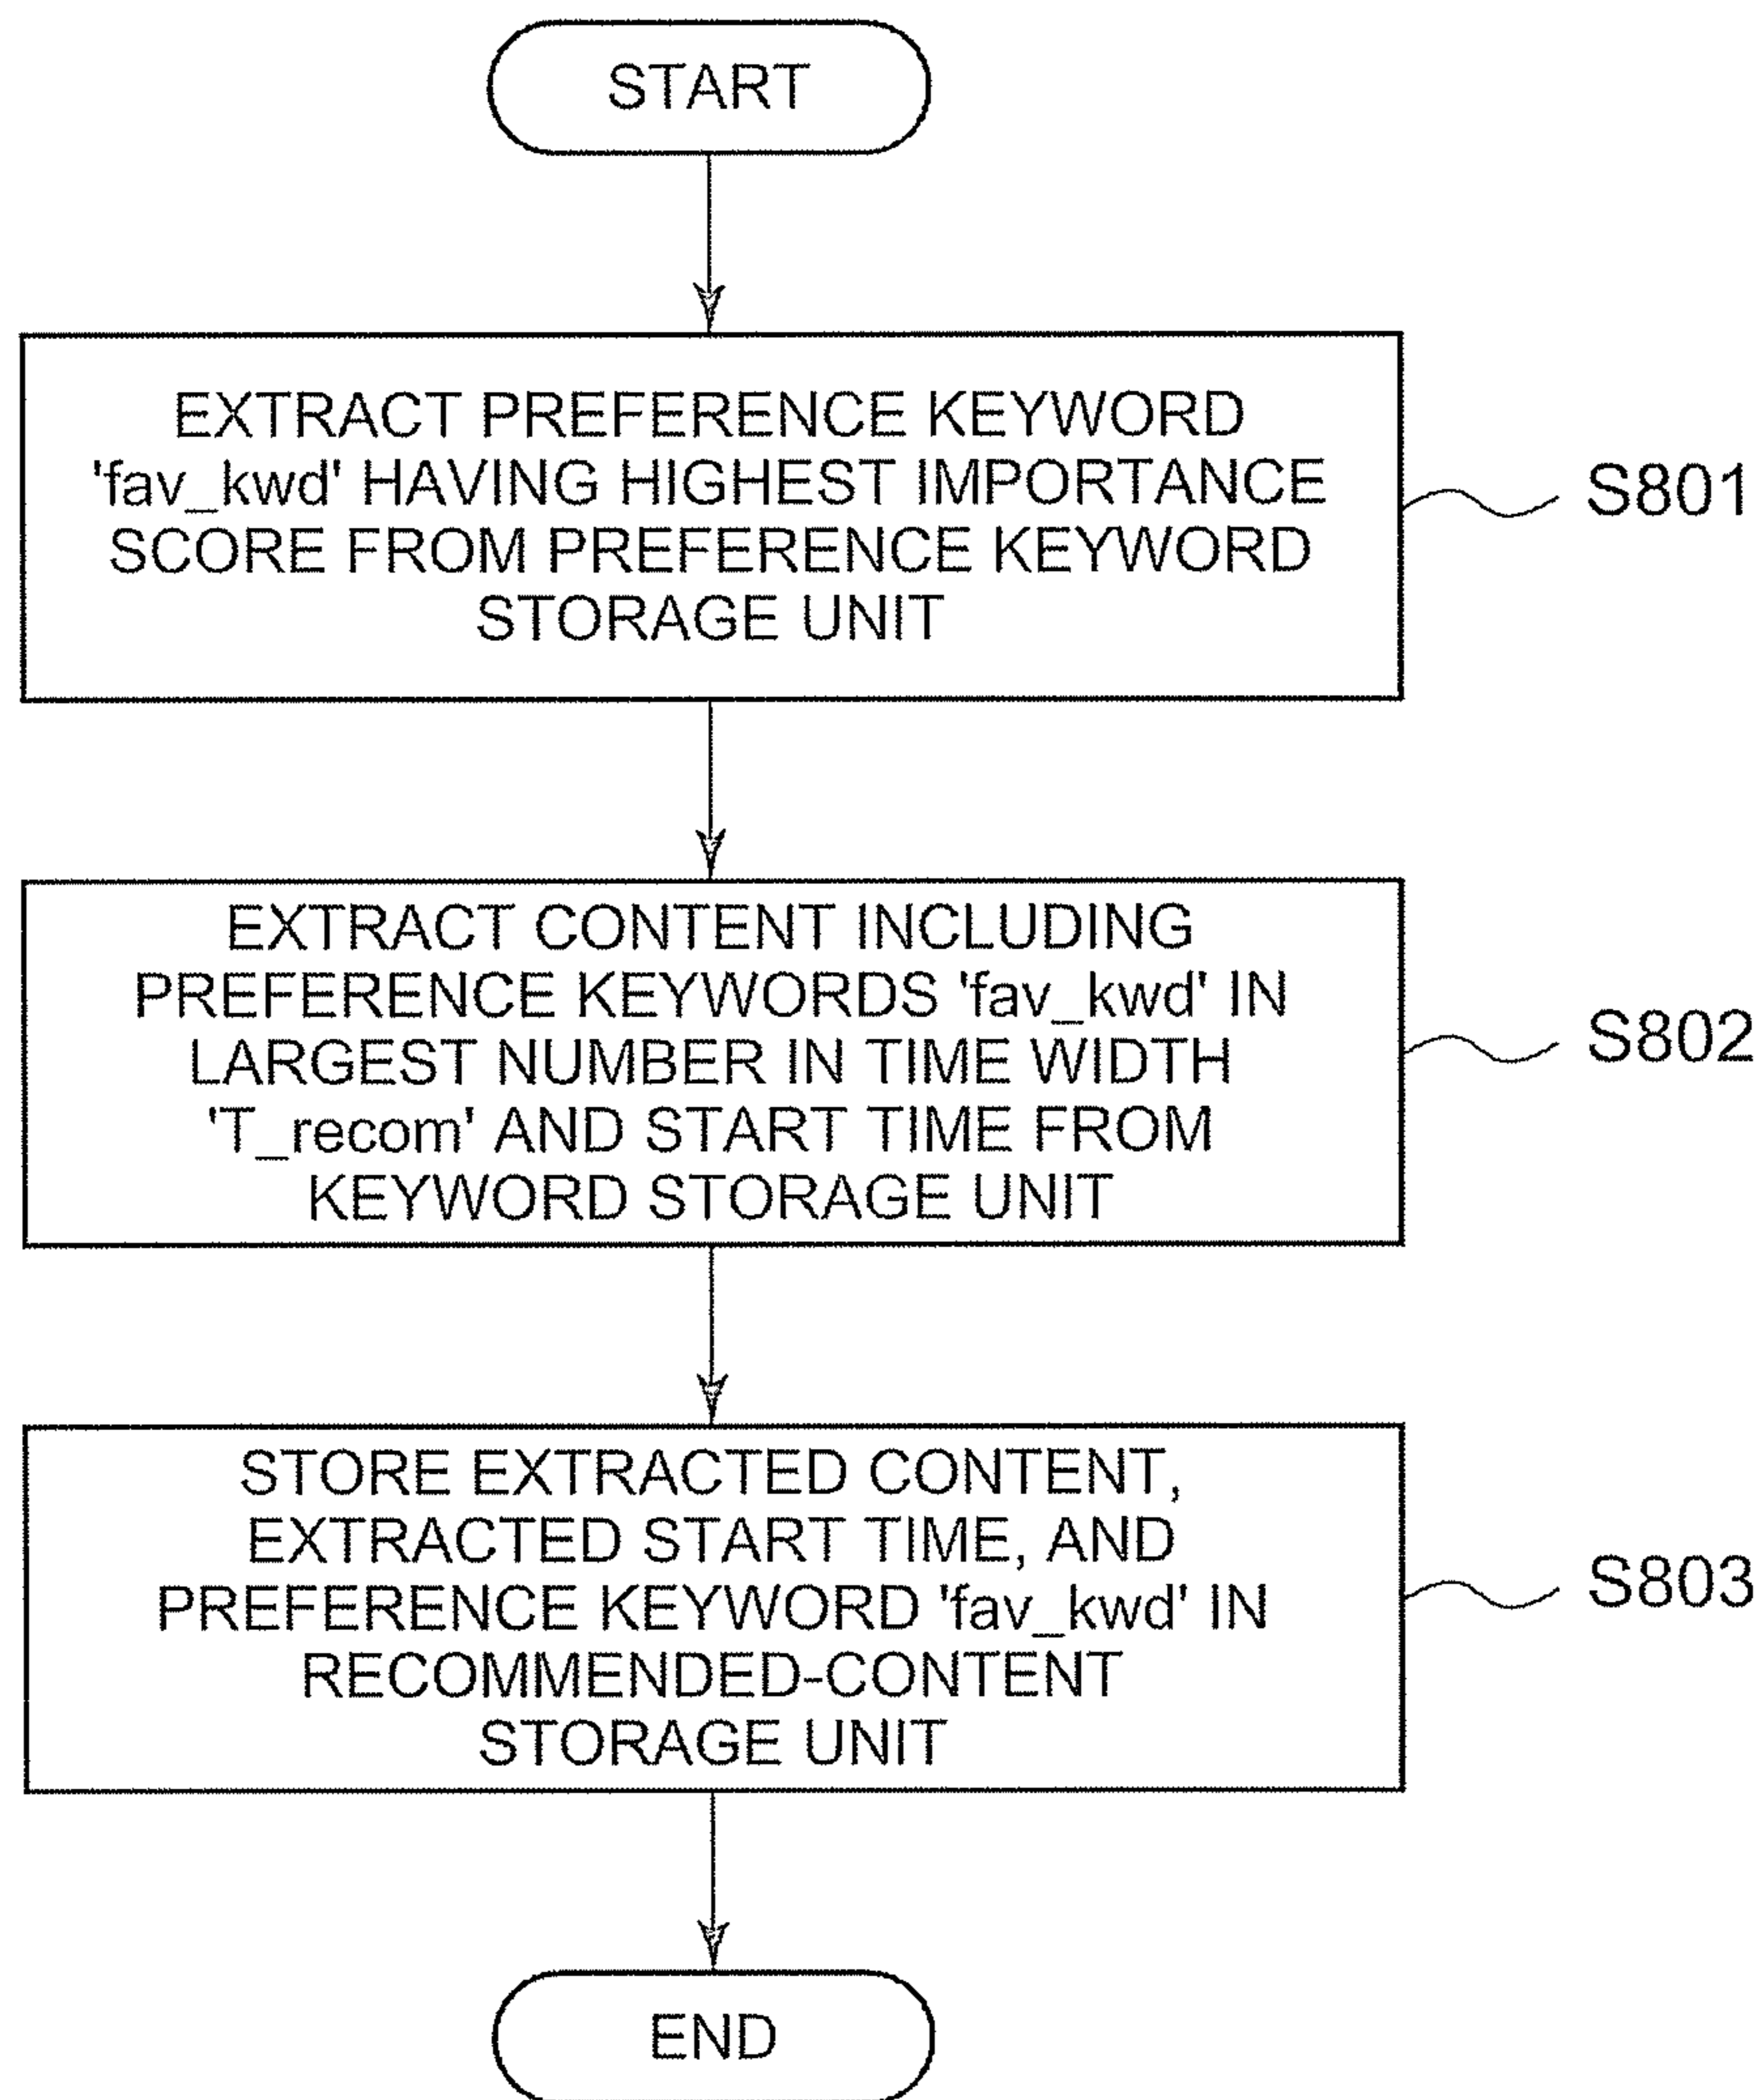 START
EXTRACT PREFERENCE KEYWORD
'fav_kwd' HAVING HIGHEST IMPORTANCE
SCORE FROM PREFERENCE KEYWORD
STORAGE UNIT
S801
EXTRACT CONTENT INCLUDING
PREFERENCE KEYWORDS 'fav_kwd' IN
LARGEST NUMBER IN TIME WIDTH
'T_recom' AND START TIME FROM
KEYWORD STORAGE UNIT
S802
STORE EXTRACTED CONTENT,
EXTRACTED START TIME, AND
PREFERENCE KEYWORD 'fav_kwd' IN
RECOMMENDED-CONTENT
STORAGE UNIT
S803
END